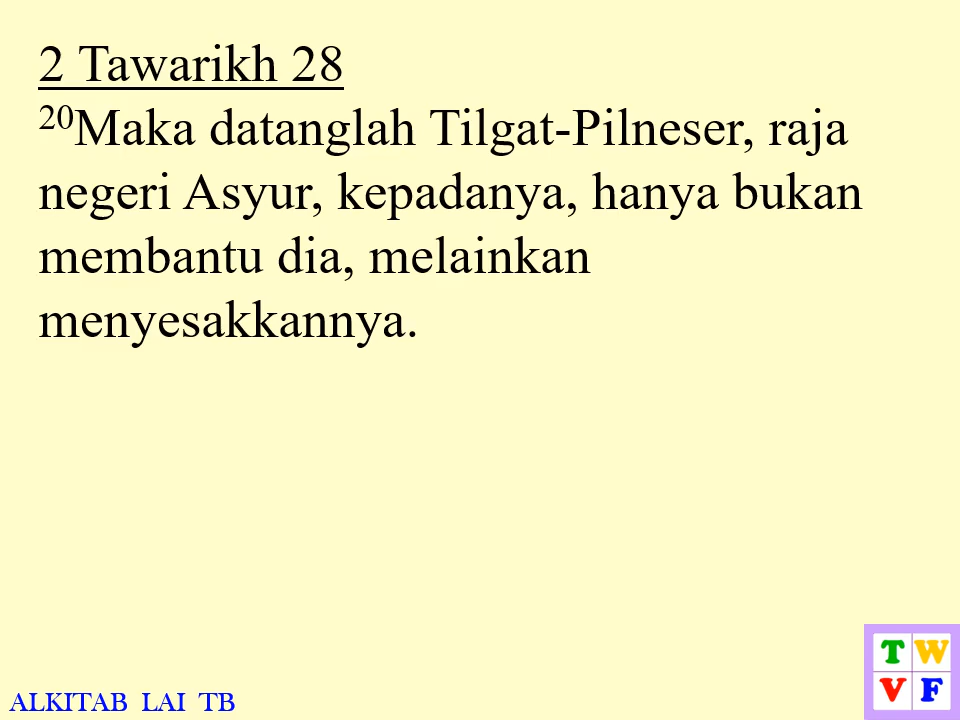 2 Tawarikh 28
20Maka datanglah Tilgat-Pilneser, raja
negeri Asyur, kepadanya, hanya bukan
membantu dia, melainkan
menyesakkannya.
T W
V F
ALKITAB LAI TB